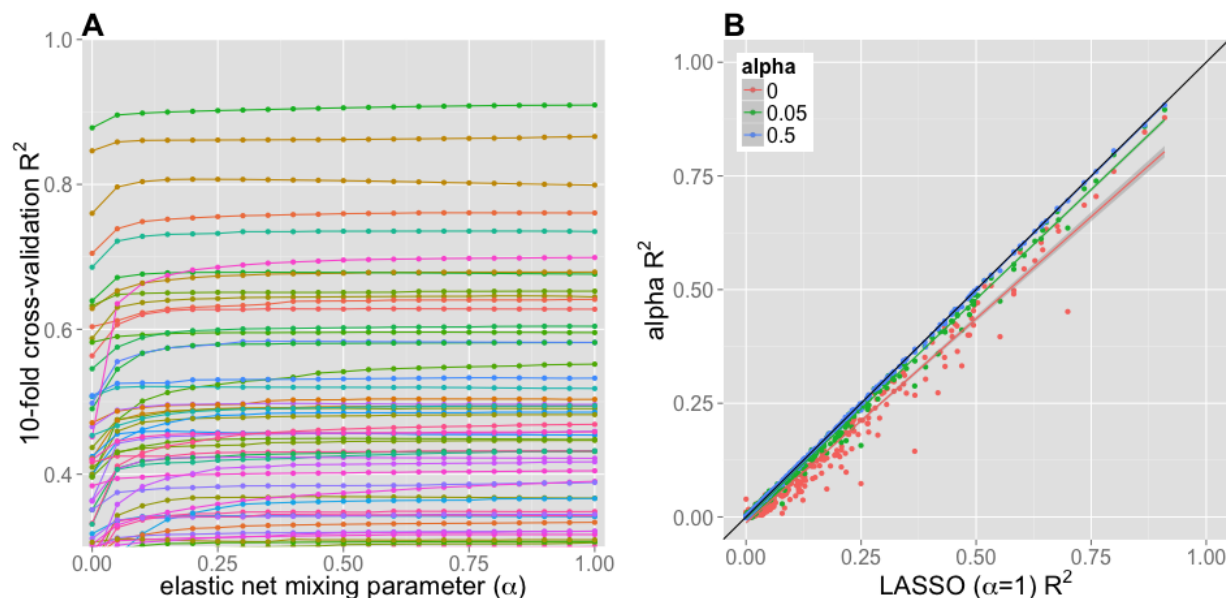 A
10-fold cross-validation R²
1.0
0.8
0.6
0.4
0.00 0.25 0.50 0.75 1.00
elastic net mixing parameter (α)
B
alpha R²
1.00
0.75
0.50
0.25
0.00
alpha
0
0.05
0.5
0.00 0.25 0.50 0.75 1.00
LASSO (α=1) R²